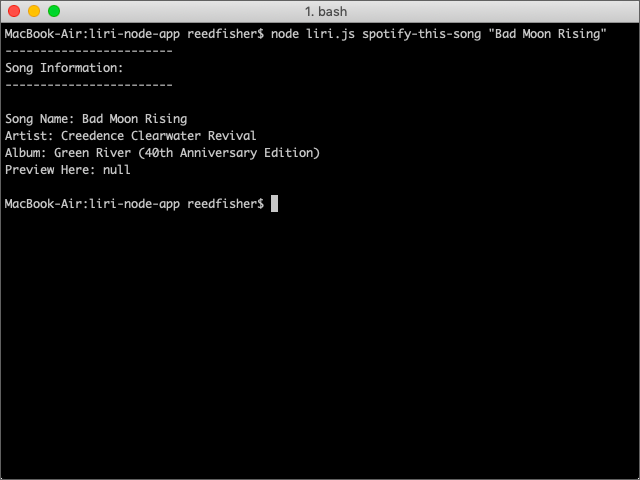 1. bash
MacBook-Air:liri-node-app reedfisher$ node liri.js spotify-this-song "Bad Moon Rising"
------------------------
Song Information:
------------------------
Song Name: Bad Moon Rising
Artist: Creedence Clearwater Revival
Album: Green River (40th Anniversary Edition)
Preview Here: null
MacBook-Air:liri-node-app reedfisher$